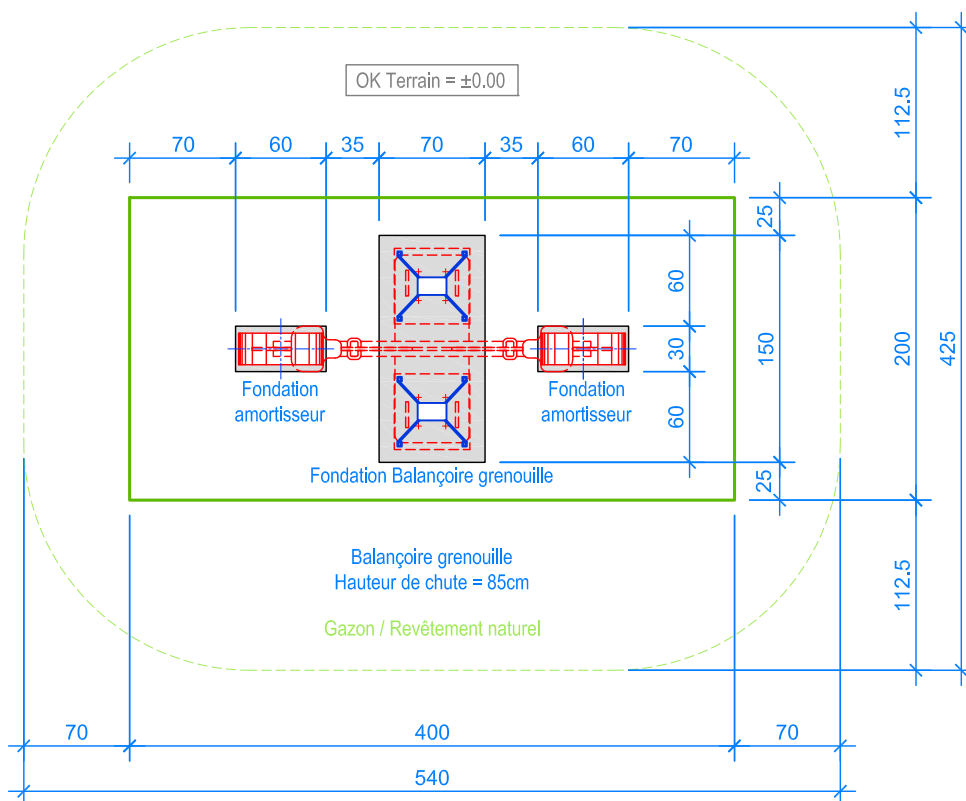 OK Terrain = ±0.00
112.5
70 60 35 70 35 60 70
25
60
30
60
150
25
200
425
Fondation
amortisseur
Fondation
amortisseur
Fondation Balançoire grenouille
Balançoire grenouille
Hauteur de chute = 85cm
112.5
Gazon / Revêtement naturel
70 400 70
540